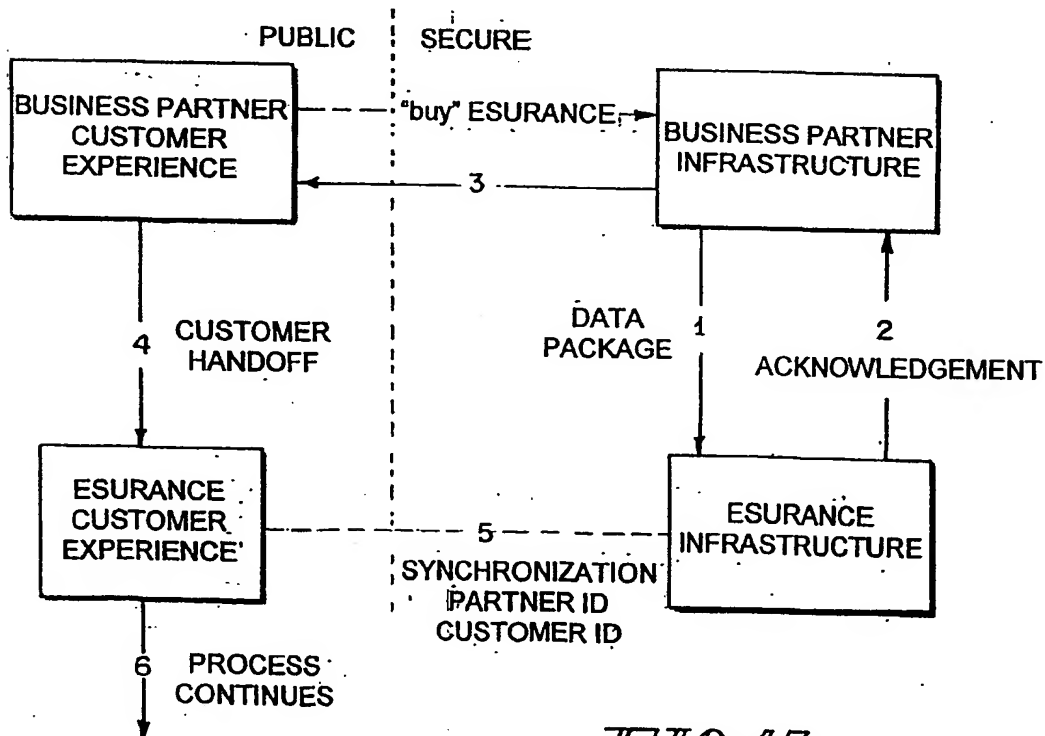 PUBLIC
SECURE
BUSINESS PARTNER
CUSTOMER
EXPERIENCE
"buy" ESURANCE
BUSINESS PARTNER
INFRASTRUCTURE
3
4
CUSTOMER
HANDOFF
DATA
PACKAGE
1
2
ACKNOWLEDGEMENT
ESURANCE
CUSTOMER
EXPERIENCE
5
SYNCHRONIZATION
PARTNER ID
CUSTOMER ID
ESURANCE
INFRASTRUCTURE
6
PROCESS
CONTINUES